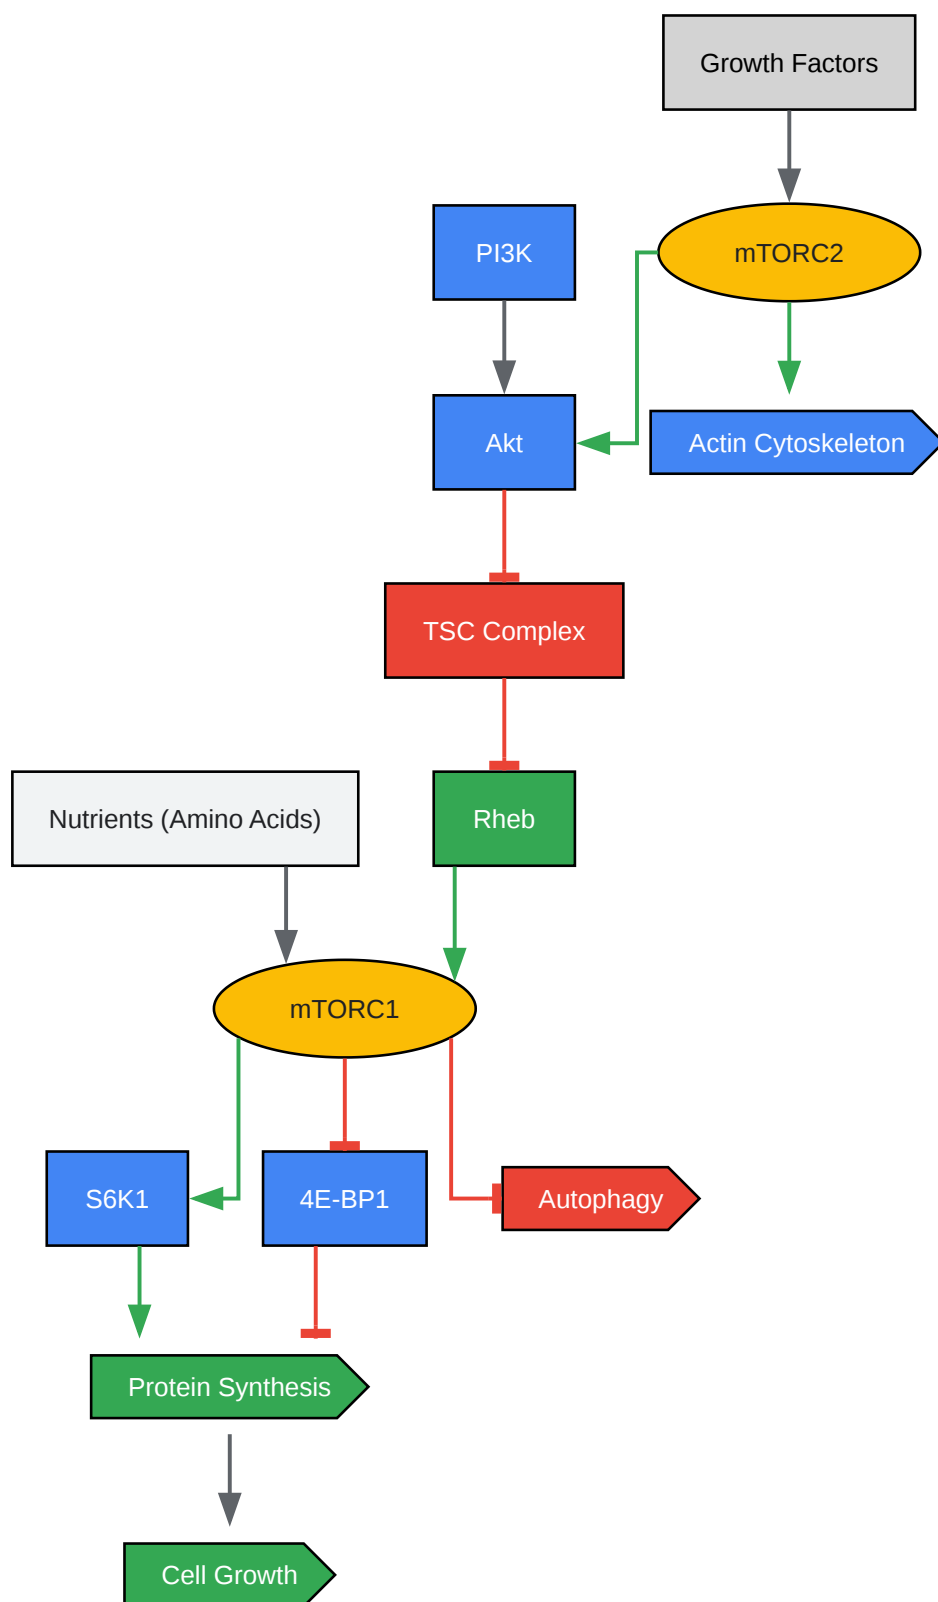 Growth Factors
PI3K
mTORC2
Akt
Actin Cytoskeleton
TSC Complex
Nutrients (Amino Acids)
Rheb
mTORC1
S6K1
4E-BP1
Autophagy
Protein Synthesis
Cell Growth